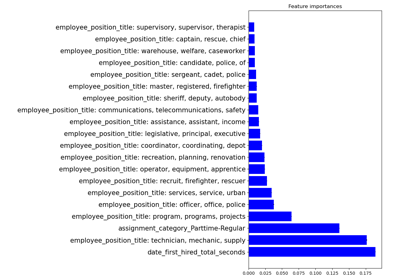 Feature importances
employee_position_title: supervisory, supervisor, therapist
employee_position_title: captain, rescue, chief
employee_position_title: warehouse, welfare, caseworker
employee_position_title: candidate, police, of
employee_position_title: sergeant, cadet, police
employee_position_title: master, registered, firefighter
employee_position_title: sheriff, deputy, autobody
employee_position_title: communications, telecommunications, safety
employee_position_title: assistance, assistant, income
employee_position_title: legislative, principal, executive
employee_position_title: coordinator, coordinating, depot
employee_position_title: recreation, planning, renovation
employee_position_title: operator, equipment, apprentice
employee_position_title: recruit, firefighter, rescuer
employee_position_title: services, service, urban
employee_position_title: officer, office, police
employee_position_title: program, programs, projects
assignment_category_Parttime-Regular
employee_position_title: technician, mechanic, supply
date_first_hired_total_seconds
0.000 0.025 0.050 0.075 0.100 0.125 0.150 0.175